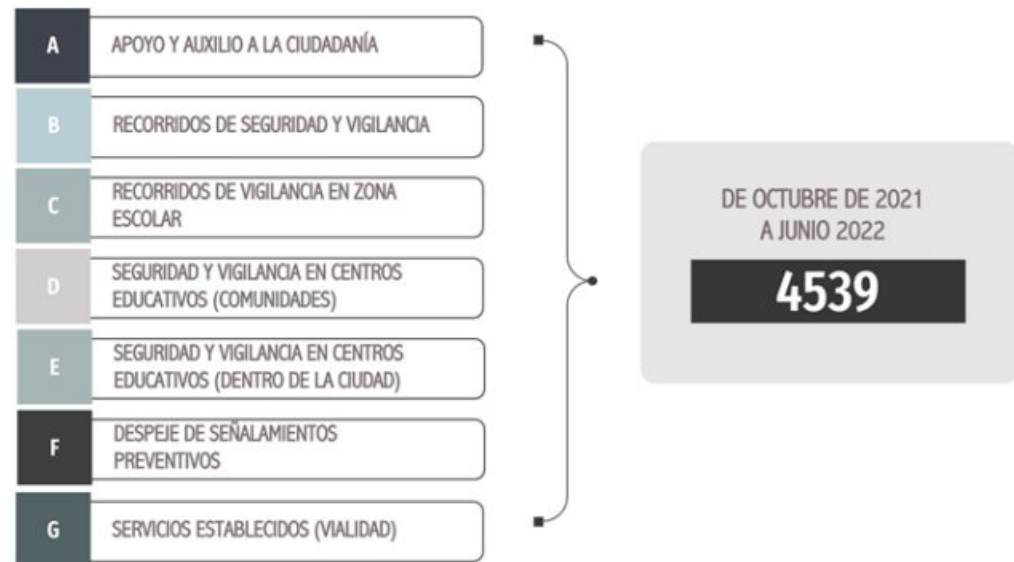 A
APOYO Y AUXILIO A LA CIUDADANÍA
B
RECORRIDOS DE SEGURIDAD Y VIGILANCIA
C
RECORRIDOS DE VIGILANCIA EN ZONA
ESCOLAR
D
SEGURIDAD Y VIGILANCIA EN CENTROS
EDUCATIVOS (COMUNIDADES)
E
SEGURIDAD Y VIGILANCIA EN CENTROS
EDUCATIVOS (DENTRO DE LA CIUDAD)
F
DESPEJE DE SEÑALAMIENTOS
PREVENTIVOS
G
SERVICIOS ESTABLECIDOS (VIALIDAD)
DE OCTUBRE DE 2021
A JUNIO 2022
4539